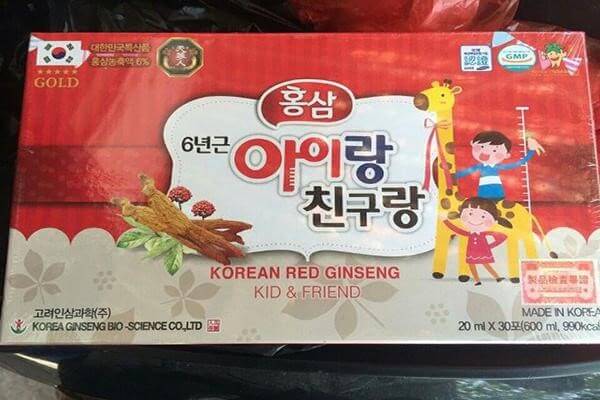 대한민국특산품
홍삼농축액 6%
GOLD
GMP
홍삼
6년근
아이랑
친구랑
KOREAN RED GINSENG
KID & FRIEND
고려인삼과학(주)
KOREA GINSENG BIO -SCIENCE CO.,LTD
MADE IN KOREA
20 ml X 30포(600 ml, 990kcal)